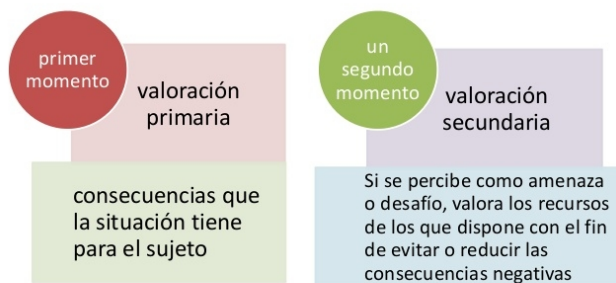 primer
momento
valoración
primaria
consecuencias que
la situación tiene
para el sujeto
un
segundo
momento
valoración
secundaria
Si se percibe como amenaza
o desafío, valora los recursos
de los que dispone con el fin
de evitar o reducir las
consecuencias negativas